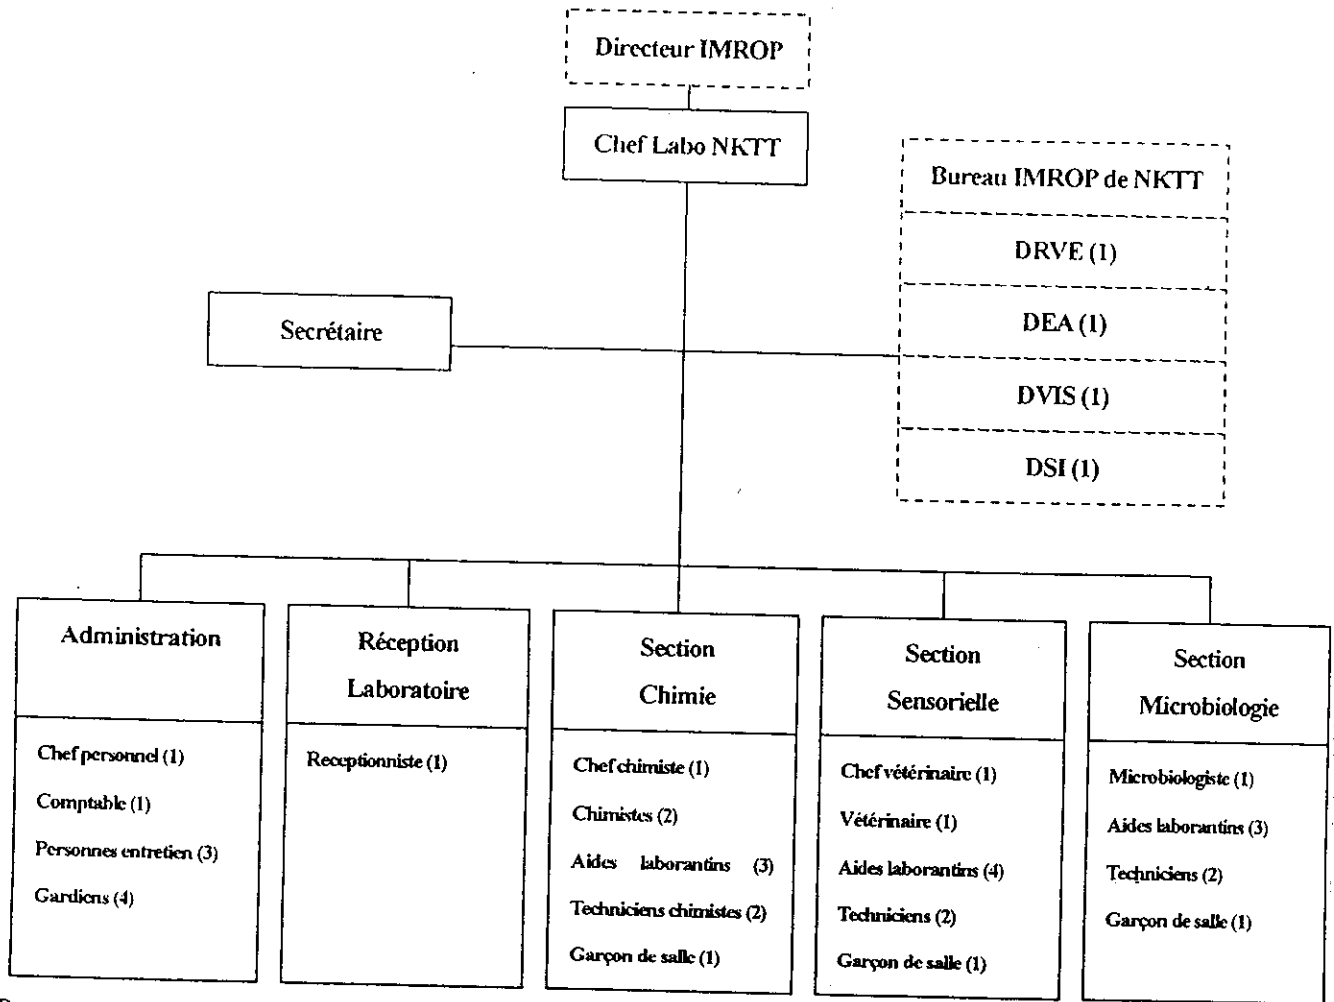 Directeur IMROP
Chef Labo NKTT
Bureau IMROP de NKTT
DRVE (1)
DEA (1)
DVIS (1)
DSI (1)
Secrétaire
Administration
Chef personnel (1)
Comptable (1)
Personnes entretien (3)
Gardiens (4)
Réception
Laboratoire
Receptionniste (1)
Section
Chimie
Chef chimiste (1)
Chimistes (2)
Aides laborantins (3)
Techniciens chimistes (2)
Garçon de salle (1)
Section
Sensorielle
Chef vétérinaire (1)
Vétérinaire (1)
Aides laborantins (4)
Techniciens (2)
Garçon de salle (1)
Section
Microbiologie
Microbiologiste (1)
Aides laborantins (3)
Techniciens (2)
Garçon de salle (1)